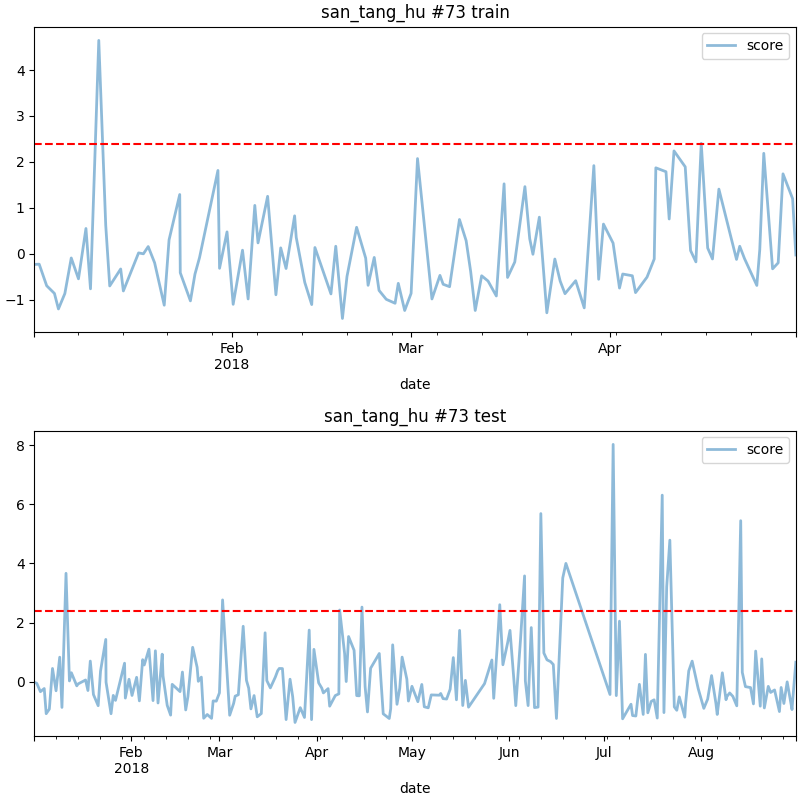 san_tang_hu #73 train
score
4
3
2
1
0
−1
Feb
2018
Mar
Apr
date
san_tang_hu #73 test
score
8
6
4
2
0
Feb
2018
Mar
Apr
May
Jun
Jul
Aug
date